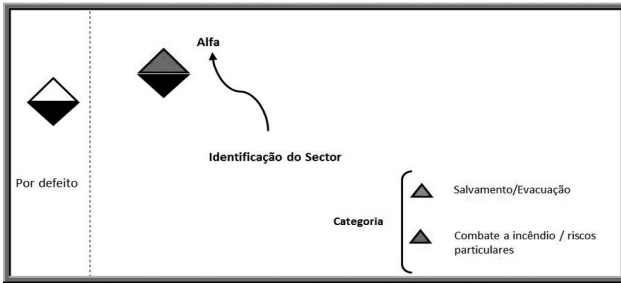 Alfa
Identificação do Sector
Por defeito
Categoria
Salvamento/Evacuação
Combate a incêndio / riscos
particulares